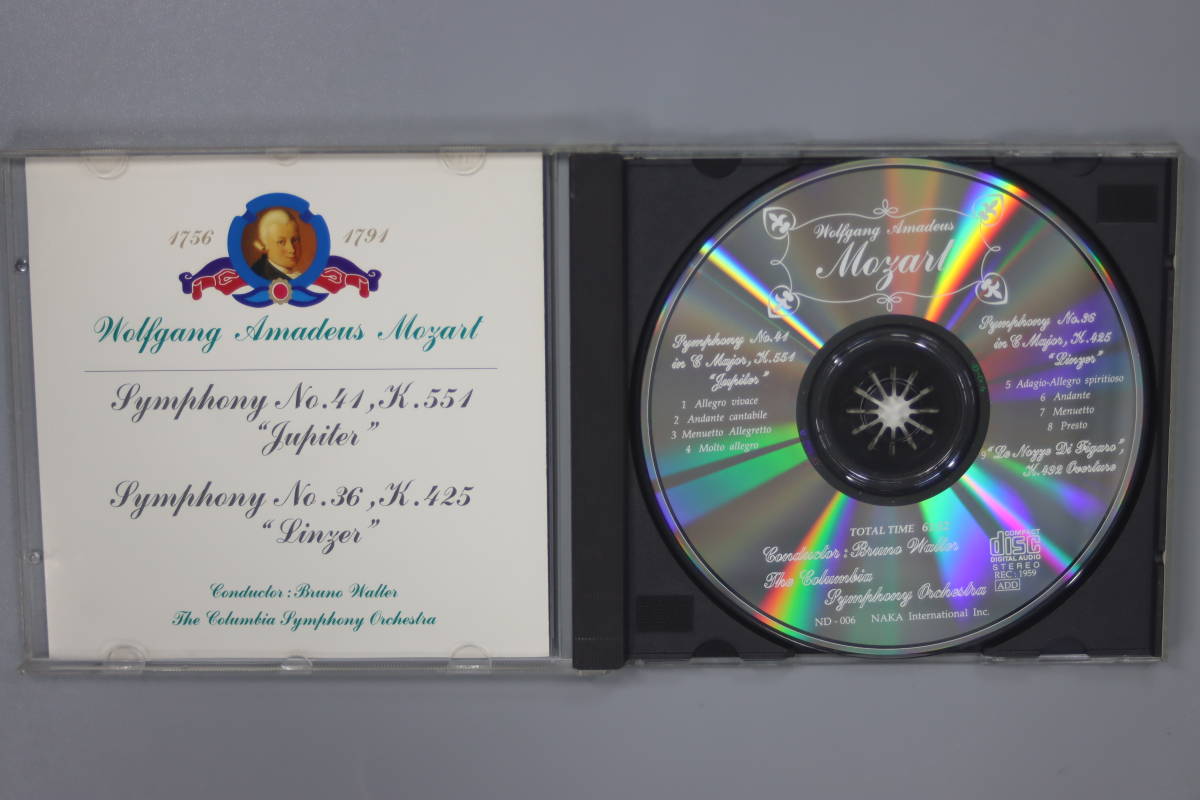 1756 1791
Wolfgang Amadeus Mozart
Symphony No.41, K.551
"Jupiter"
Symphony No.36, K.425
"Linzer"
Conductor : Bruno Walter
The Columbia Symphony Orchestra
Wolfgang Amadeus
Mozart
Symphony No.41
in C Major, K.551
"Jupiter"
1 Allegro vivace
2 Andante cantabile
3 Menuetto Allegretto
4 Molto allegro
Symphony No.36
in C Major, K.425
"Linzer"
5 Adagio-Allegro spiritioso
6 Andante
7 Menuetto
8 Presto
9 "Le Nozze Di Figaro",
K.492 Overture
TOTAL TIME
Conductor : Bruno Walter
The Columbia
Symphony Orchestra
COMPACT
disc
DIGITAL AUDIO
STEREO
REC : 1959
ADD
ND - 006 NAKA International Inc.